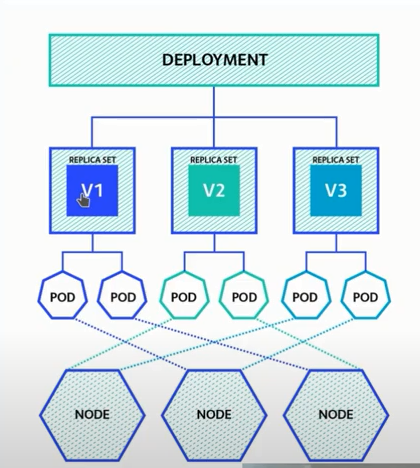 DEPLOYMENT
REPLICA SET REPLICA SET REPLICA SET
V1 V2 V3
POD POD POD POD POD POD
NODE NODE NODE